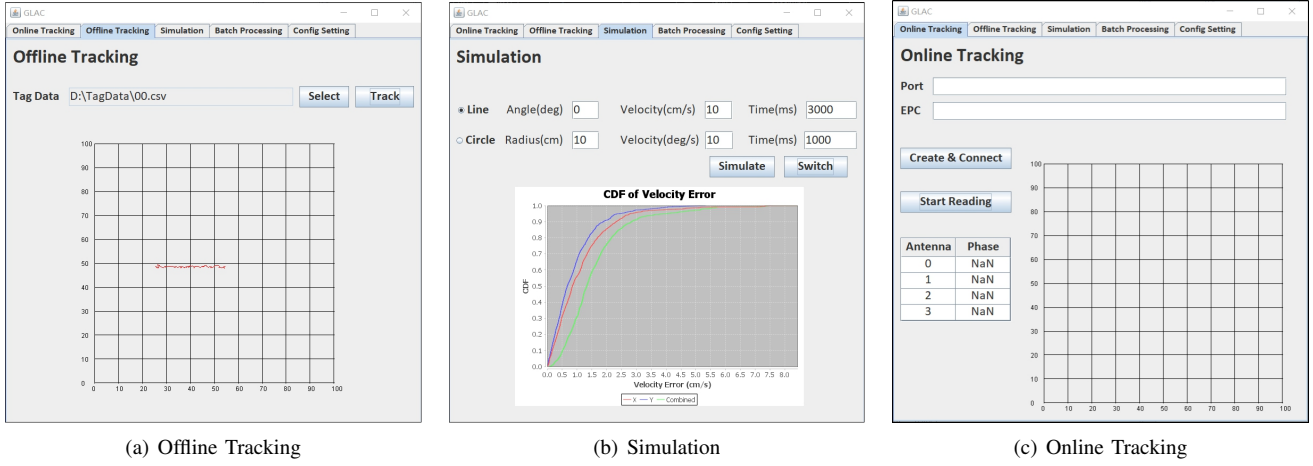 GLAC
Online Tracking Offline Tracking Simulation Batch Processing Config Setting
Offline Tracking
Tag Data D:\TagData\00.csv Select Track
100
90
80
70
60
50
40
30
20
10
0
0 10 20 30 40 50 60 70 80 90 100
(a) Offline Tracking
GLAC
Online Tracking Offline Tracking Simulation Batch Processing Config Setting
Simulation
Line Angle(deg) 0 Velocity(cm/s) 10 Time(ms) 3000
Circle Radius(cm) 10 Velocity(deg/s) 10 Time(ms) 1000
Simulate Switch
CDF of Velocity Error
1.0
0.9
0.8
0.7
0.6
0.5
0.4
0.3
0.2
0.1
0.0
CDF
0.0 0.5 1.0 1.5 2.0 2.5 3.0 3.5 4.0 4.5 5.0 5.5 6.0 6.5 7.0 7.5 8.0
Velocity Error (cm/s)
X Y Combined
(b) Simulation
GLAC
Online Tracking Offline Tracking Simulation Batch Processing Config Setting
Online Tracking
Port
EPC
Create & Connect
Start Reading
Antenna Phase
0 NaN
1 NaN
2 NaN
3 NaN
100
90
80
70
60
50
40
30
20
10
0
0 10 20 30 40 50 60 70 80 90 100
(c) Online Tracking